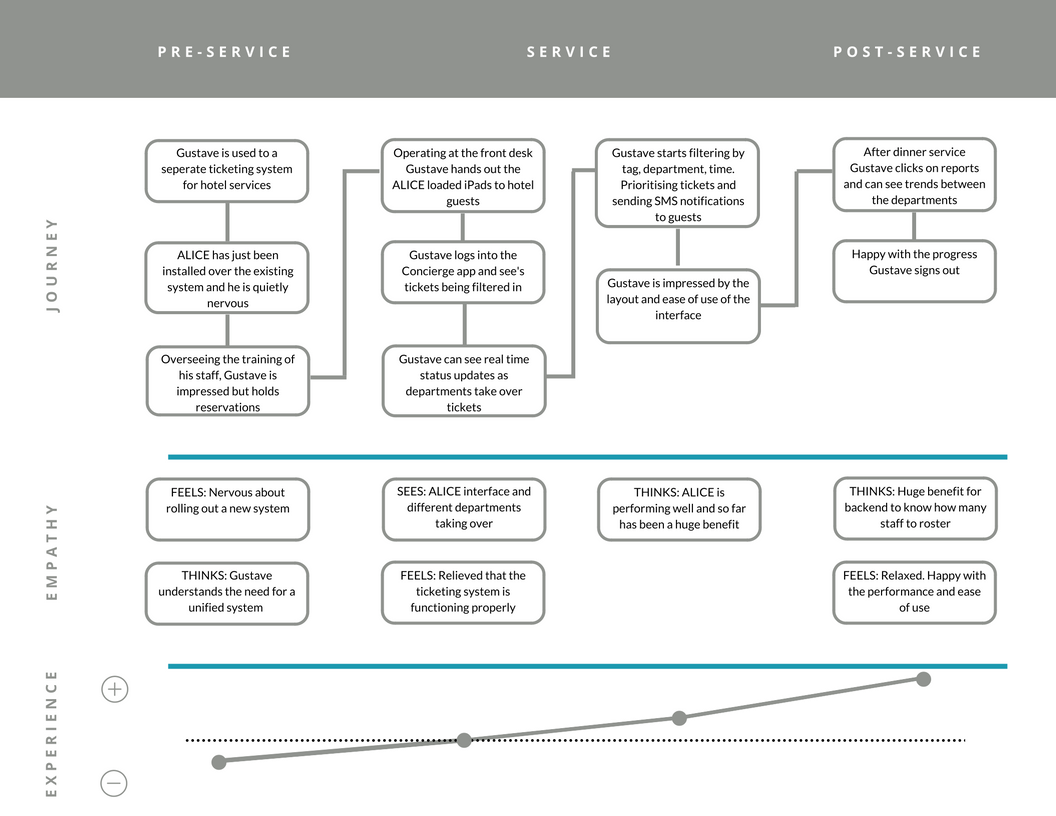 PRE-SERVICE
SERVICE
POST-SERVICE
JOURNEY
Gustave is used to a
seperate ticketing system
for hotel services
ALICE has just been
installed over the existing
system and he is quietly
nervous
Overseeing the training of
his staff, Gustave is
impressed but holds
reservations
Operating at the front desk
Gustave hands out the
ALICE loaded iPads to hotel
guests
Gustave logs into the
Concierge app and see's
tickets being filtered in
Gustave can see real time
status updates as
departments take over
tickets
Gustave starts filtering by
tag, department, time.
Prioritising tickets and
sending SMS notifications
to guests
Gustave is impressed by the
layout and ease of use of the
interface
After dinner service
Gustave clicks on reports
and can see trends between
the departments
Happy with the progress
Gustave signs out
EMPATHY
FEELS: Nervous about
rolling out a new system
THINKS: Gustave
understands the need for a
unified system
SEES: ALICE interface and
different departments
taking over
FEELS: Relieved that the
ticketing system is
functioning properly
THINKS: ALICE is
performing well and so far
has been a huge benefit
THINKS: Huge benefit for
backend to know how many
staff to roster
FEELS: Relaxed. Happy with
the performance and ease
of use
EXPERIENCE
+
−